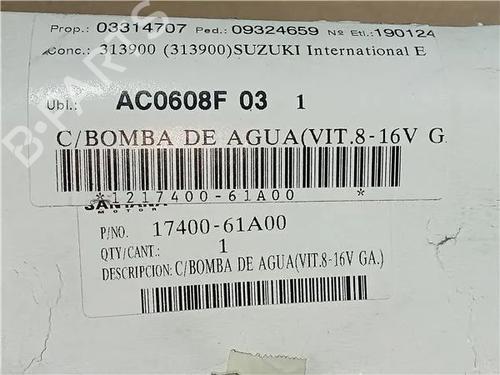 Prop.: 03314707 Ped.: 09324659 Nº Etl.:190124
Conc.: 313900 (313900)SUZUKI International E
Ubi.: AC0608F 03 1
C/BOMBA DE AGUA(VIT.8-16V G.
*1217400-61A00 *
SANTANA
MOTOR
P/NO. 17400-61A00
QTY/CANT.: 1
DESCRIPCION: C/BOMBA DE AGUA(VIT.8-16V GA.)
B-PARTS